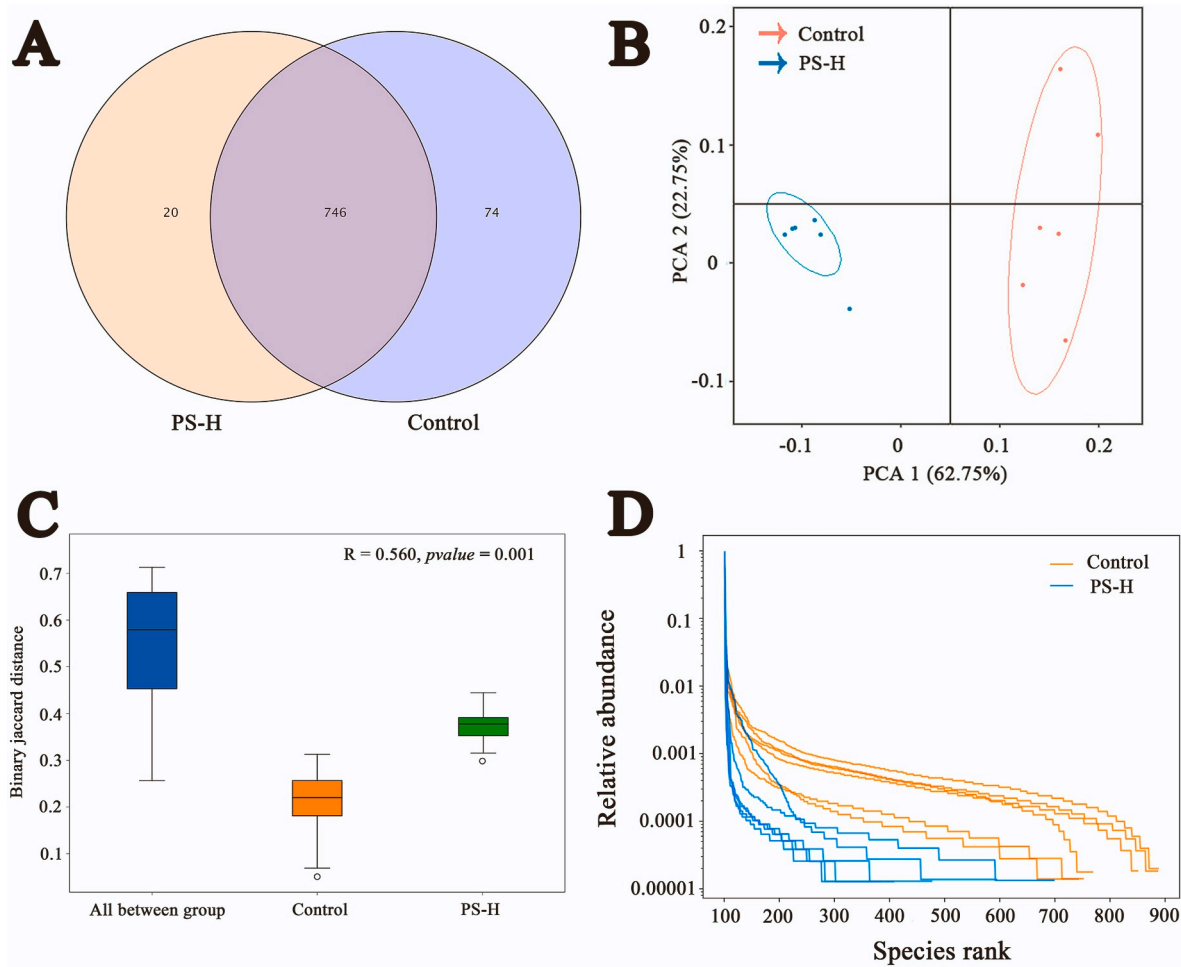 A
20
746
74
PS-H
Control
B
Control
PS-H
PCA 2 (22.75%)
0.2
0.1
0
-0.1
-0.1
0
0.1
0.2
PCA 1 (62.75%)
C
R = 0.560, pvalue = 0.001
Binary jaccard distance
0.7
0.6
0.5
0.4
0.3
0.2
0.1
All between group
Control
PS-H
D
Control
PS-H
Relative abundance
1
0.1
0.01
0.001
0.0001
0.00001
100
200
300
400
500
600
700
800
900
Species rank